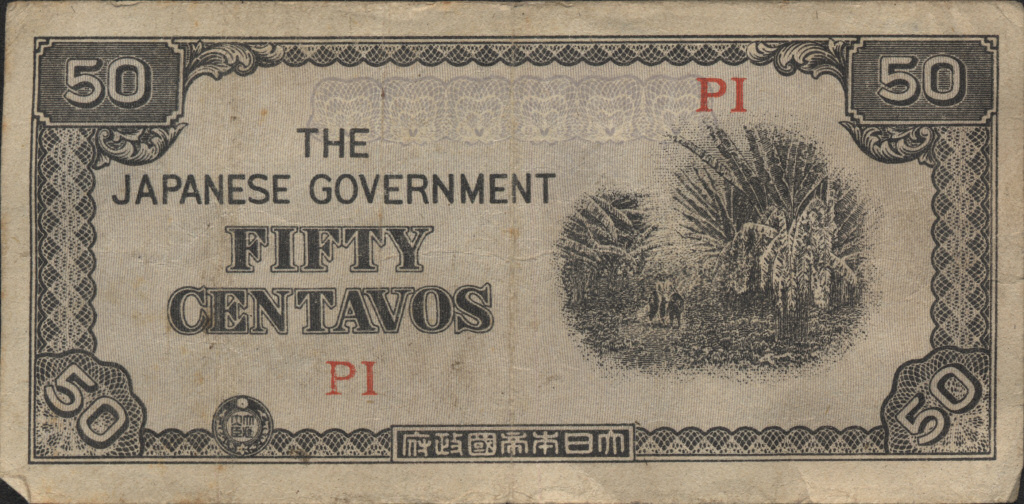 50
50
PI
THE
JAPANESE GOVERNMENT
FIFTY
CENTAVOS
PI
50
50
府政國帝本日大